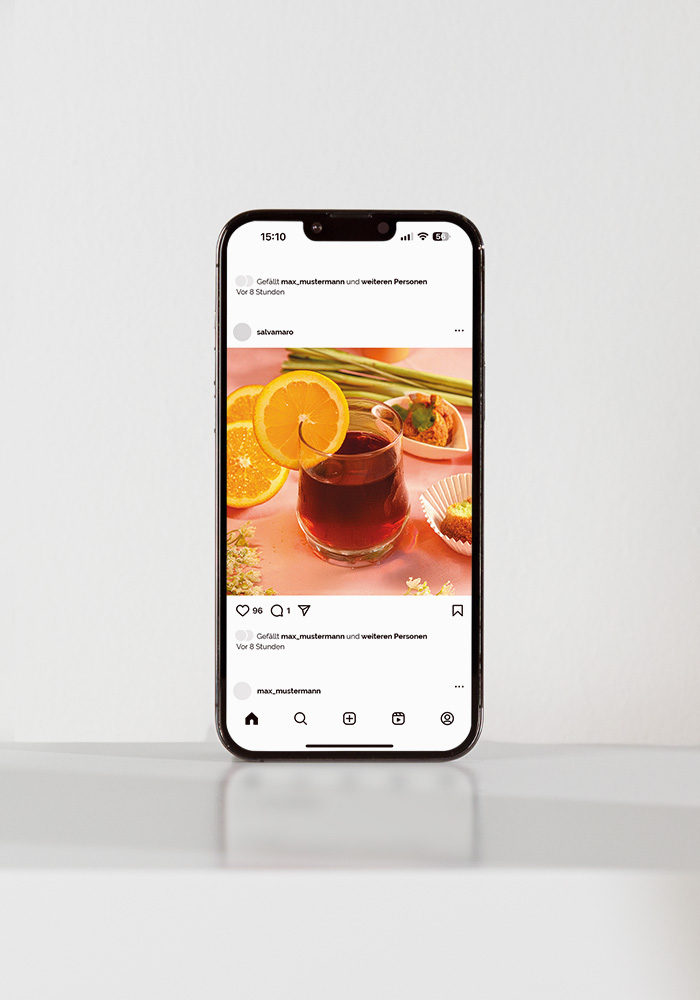 15:10
56
Gefällt max_mustermann und weiteren Personen
Vor 8 Stunden
salvamaro
96 1
Gefällt max_mustermann und weiteren Personen
Vor 8 Stunden
max_mustermann